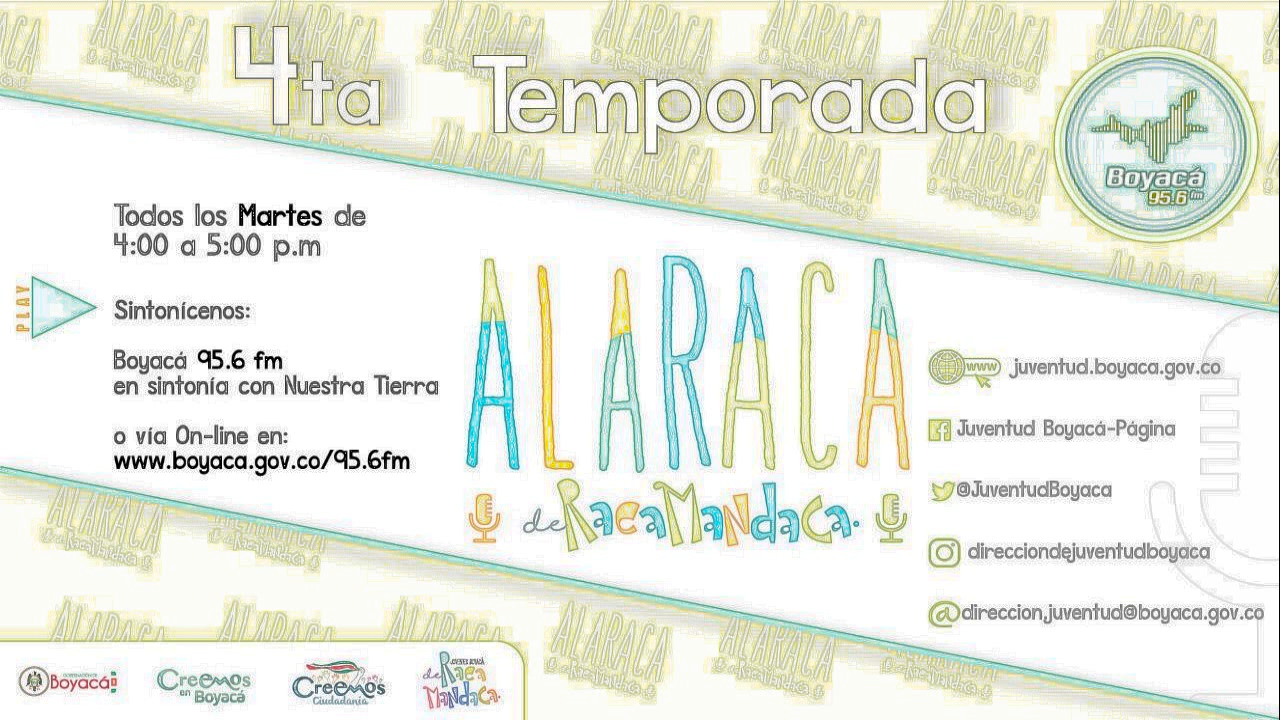 4ta Temporada
Boyacá
95.6 fm
Todos los Martes de
4:00 a 5:00 p.m
PLAY
Sintonícenos:
Boyacá 95.6 fm
en sintonía con Nuestra Tierra
o vía On-line en:
www.boyaca.gov.co/95.6fm
ALARACA
de RacaMaNdaCa.
www juventud.boyaca.gov.co
Juventud Boyacá-Página
@JuventudBoyaca
direcciondejuventudboyaca
direccion.juventud@boyaca.gov.co
Boyacá
Creemos
en Boyacá
Creemos
Ciudadanía
de Raca
MaNdaCa.